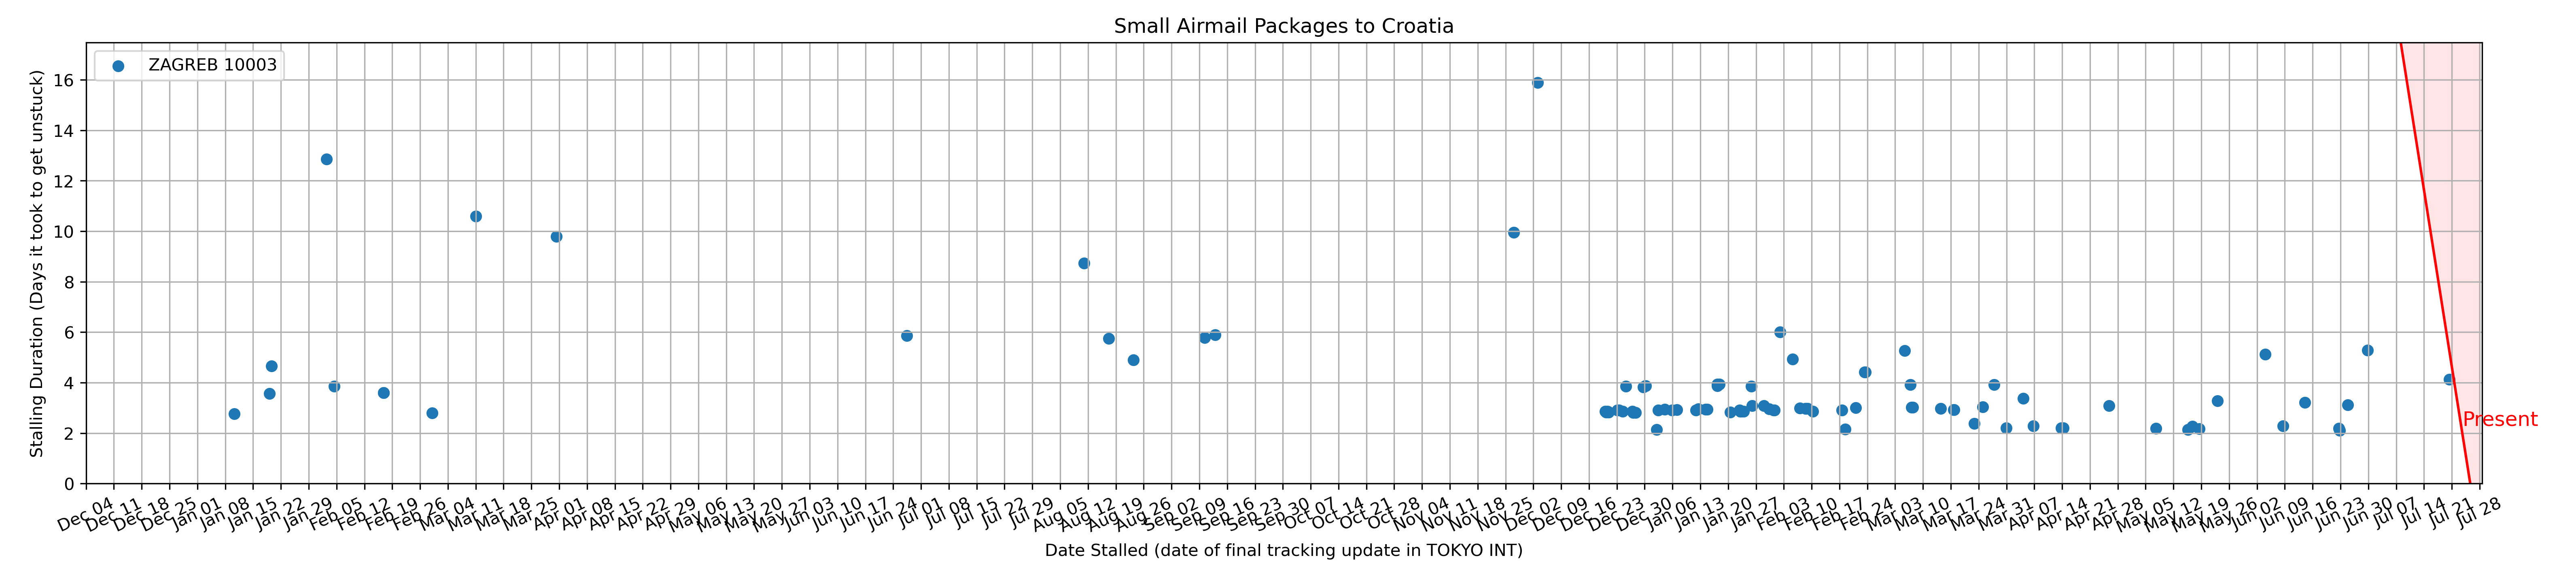 Small Airmail Packages to Croatia
ZAGREB 10003
Stalling Duration (Days it took to get unstuck)
16
14
12
10
8
6
4
2
0
Present
Dec 04
Dec 11
Dec 18
Dec 25
Jan 01
Jan 08
Jan 15
Jan 22
Jan 29
Feb 05
Feb 12
Feb 19
Feb 26
Mar 04
Mar 11
Mar 18
Mar 25
Apr 01
Apr 08
Apr 15
Apr 22
Apr 29
May 06
May 13
May 20
May 27
Jun 03
Jun 10
Jun 17
Jun 24
Jul 01
Jul 08
Jul 15
Jul 22
Jul 29
Aug 05
Aug 12
Aug 19
Aug 26
Sep 02
Sep 09
Sep 16
Sep 23
Sep 30
Oct 07
Oct 14
Oct 21
Oct 28
Nov 04
Nov 11
Nov 18
Nov 25
Dec 02
Dec 09
Dec 16
Dec 23
Dec 30
Jan 06
Jan 13
Jan 20
Jan 27
Feb 03
Feb 10
Feb 17
Feb 24
Mar 03
Mar 10
Mar 17
Mar 24
Mar 31
Apr 07
Apr 14
Apr 21
Apr 28
May 05
May 12
May 19
May 26
Jun 02
Jun 09
Jun 16
Jun 23
Jun 30
Jul 07
Jul 14
Jul 21
Jul 28
Date Stalled (date of final tracking update in TOKYO INT)